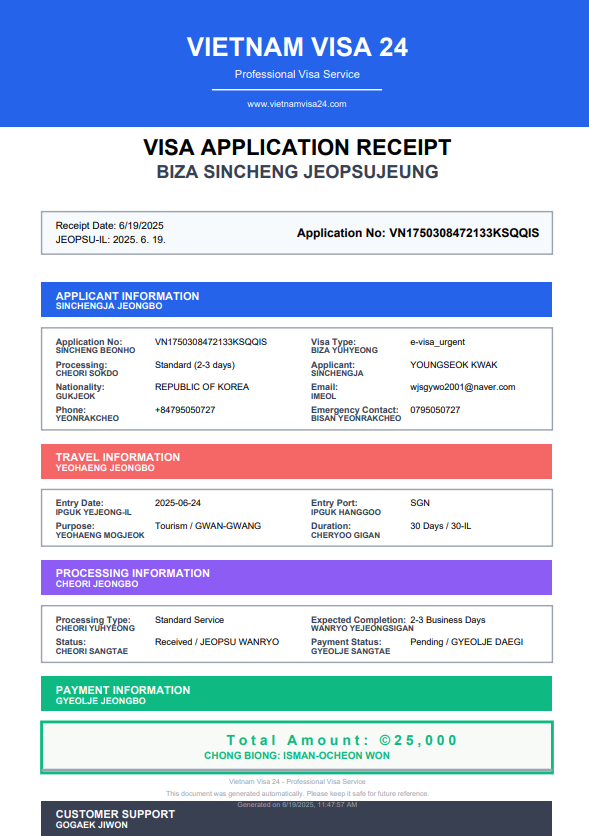 VIETNAM VISA 24
Professional Visa Service
www.vietnamvisa24.com
VISA APPLICATION RECEIPT
BIZA SINCHENG JEOPSUJEUNG
Receipt Date: 6/19/2025
JEOPSU-IL: 2025. 6. 19.
Application No: VN1750308472133KSQQIS
APPLICANT INFORMATION
SINCHENGJA JEONGBO
Application No: VN1750308472133KSQQIS Visa Type: e-visa_urgent
SINCHENG BEONHO BIZA YUHYEONG
Processing: Standard (2-3 days) Applicant: YOUNGSEOK KWAK
CHEORI SOKDO SINCHENGJA
Nationality: REPUBLIC OF KOREA Email: wjsgywo2001@naver.com
GUKJEOK IMEOL
Phone: +84795050727 Emergency Contact: 0795050727
YEONRAKCHEO BISAN YEONRAKCHEO
TRAVEL INFORMATION
YEOHAENG JEONGBO
Entry Date: 2025-06-24 Entry Port: SGN
IPGUK YEJEONG-IL IPGUK HANGGOO
Purpose: Tourism / GWAN-GWANG Duration: 30 Days / 30-IL
YEOHAENG MOGJEOK CHERYOO GIGAN
PROCESSING INFORMATION
CHEORI JEONGBO
Processing Type: Standard Service Expected Completion: 2-3 Business Days
CHEORI YUHYEONG WANRYO YEJEONGSIGAN
Status: Received / JEOPSU WANRYO Payment Status: Pending / GYEOLJE DAEGI
CHEORI SANGTAE GYEOLJE SANGTAE
PAYMENT INFORMATION
GYEOLJE JEONGBO
Total Amount: ©25,000
CHONG BIONG: ISMAN-OCHEON WON
Vietnam Visa 24 - Professional Visa Service
This document was generated automatically. Please keep it safe for future reference.
Generated on 6/19/2025, 11:47:57 AM
CUSTOMER SUPPORT
GOGAEK JIWON